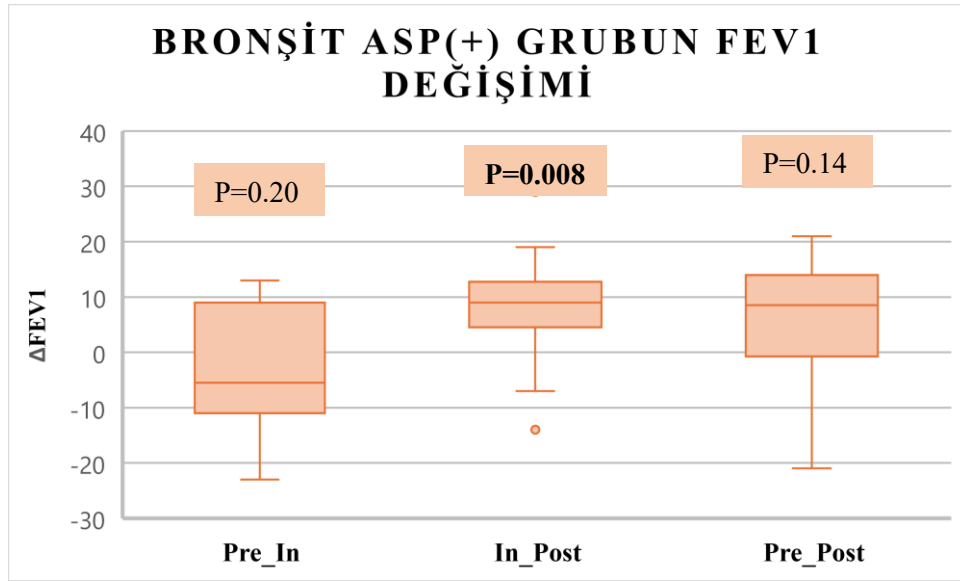 BRONŞİT ASP(+) GRUBUN FEV1
DEĞİŞİMİ
40
30
20
10
0
-10
-20
-30
ΔFEV1
P=0.20
P=0.008
P=0.14
Pre_In
In_Post
Pre_Post